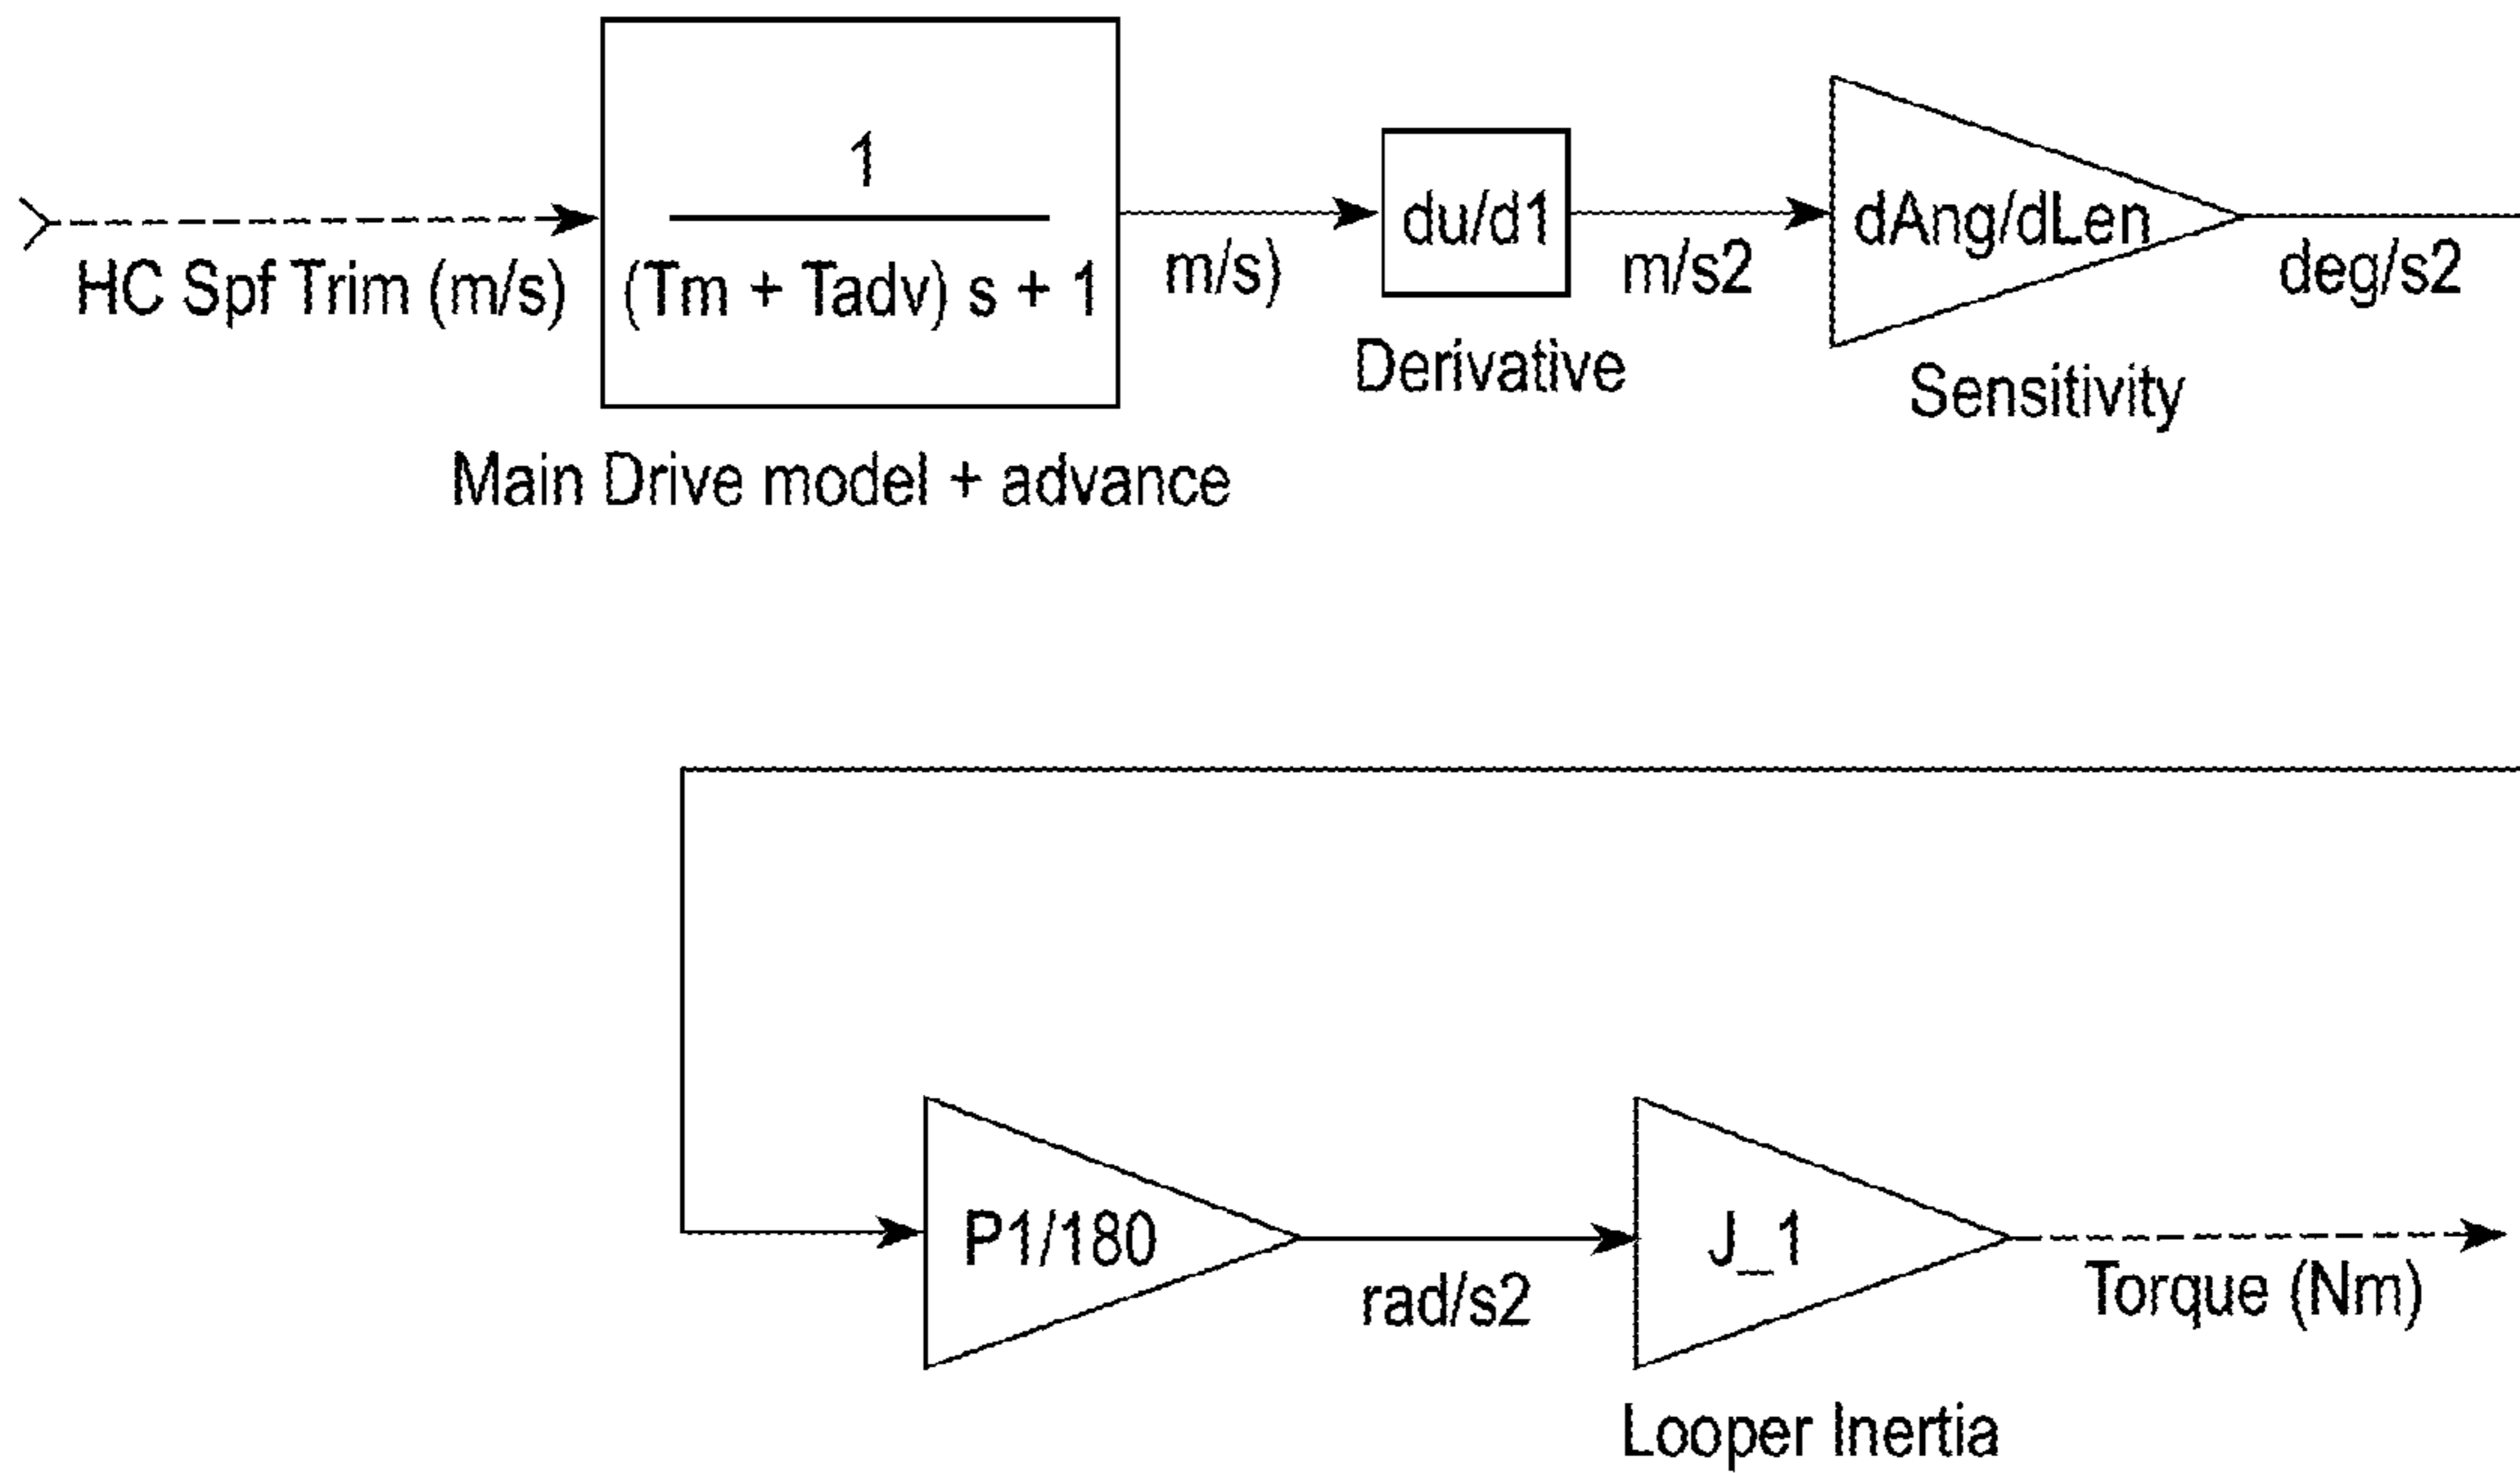 1
HC Spf Trim (m/s)
(Tm + Tadv) s + 1
m/s)
du/d1
m/s2
dAng/dLen
deg/s2
Derivative
Sensitivity
Main Drive model + advance
P1/180
rad/s2
J_1
Torque (Nm)
Looper Inertia